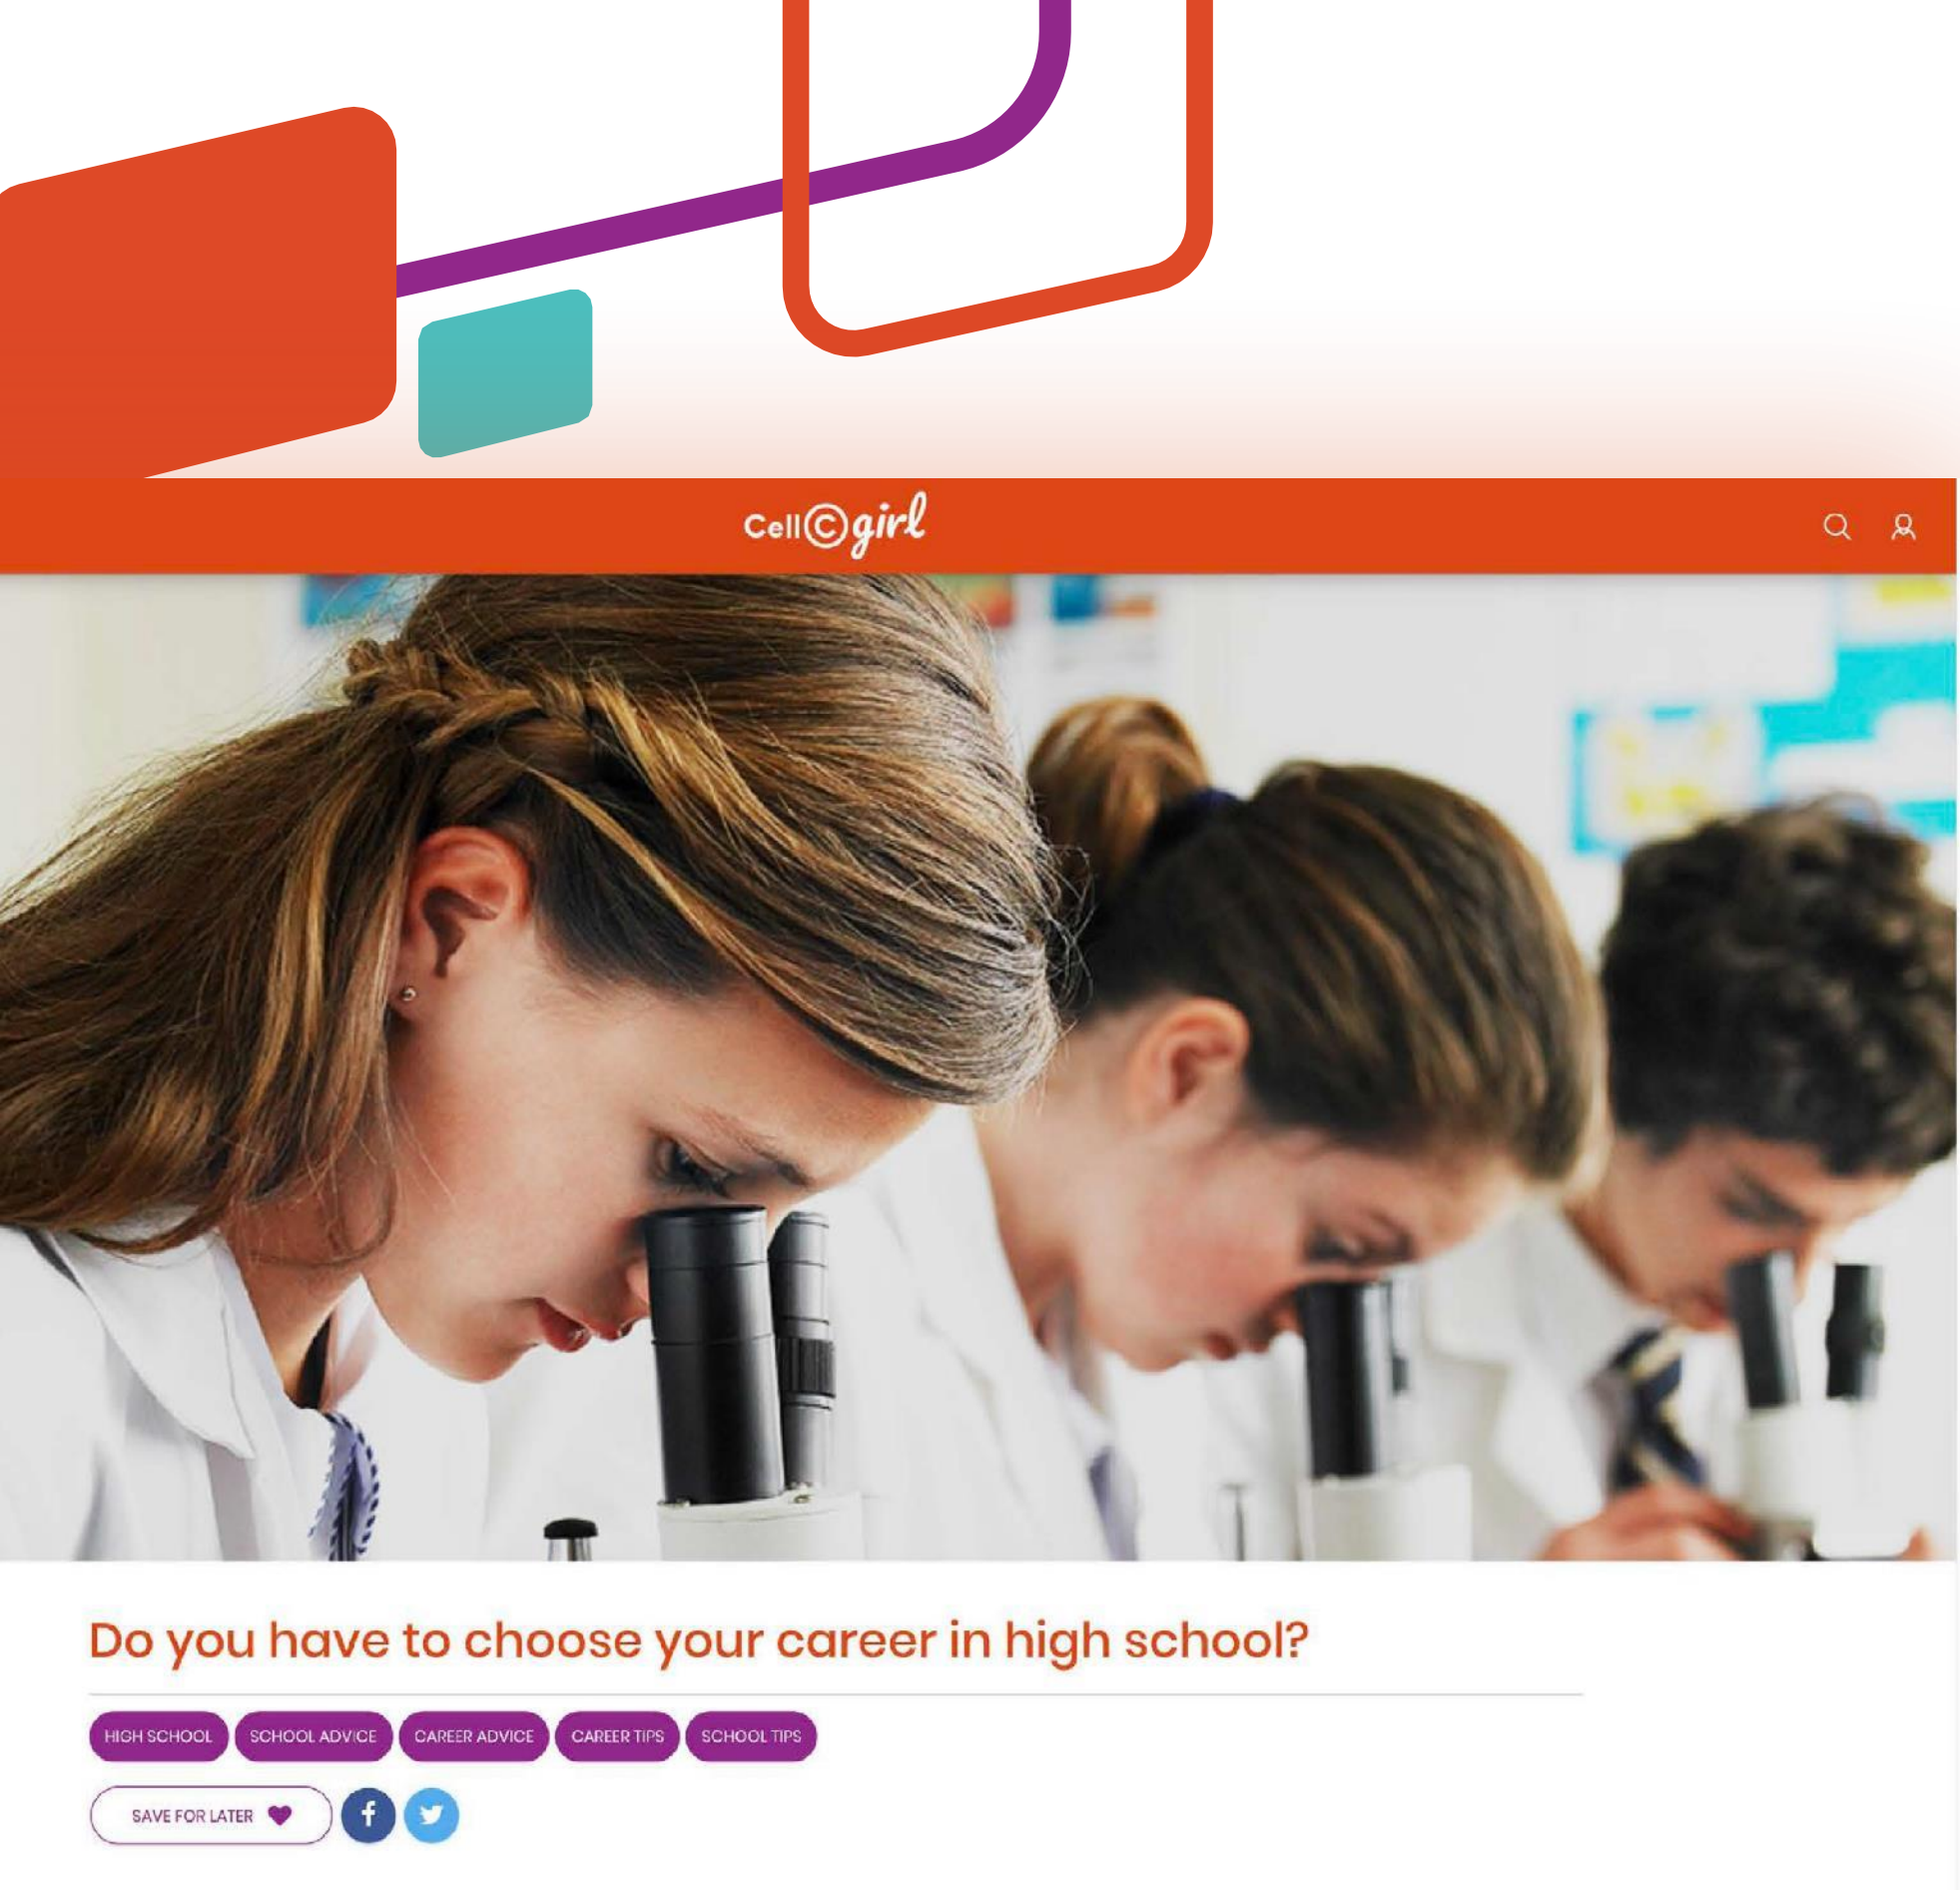 Cell©girl
Do you have to choose your career in high school?
HIGH SCHOOL SCHOOL ADVICE CAREER ADVICE CAREER TIPS SCHOOL TIPS
SAVE FOR LATER